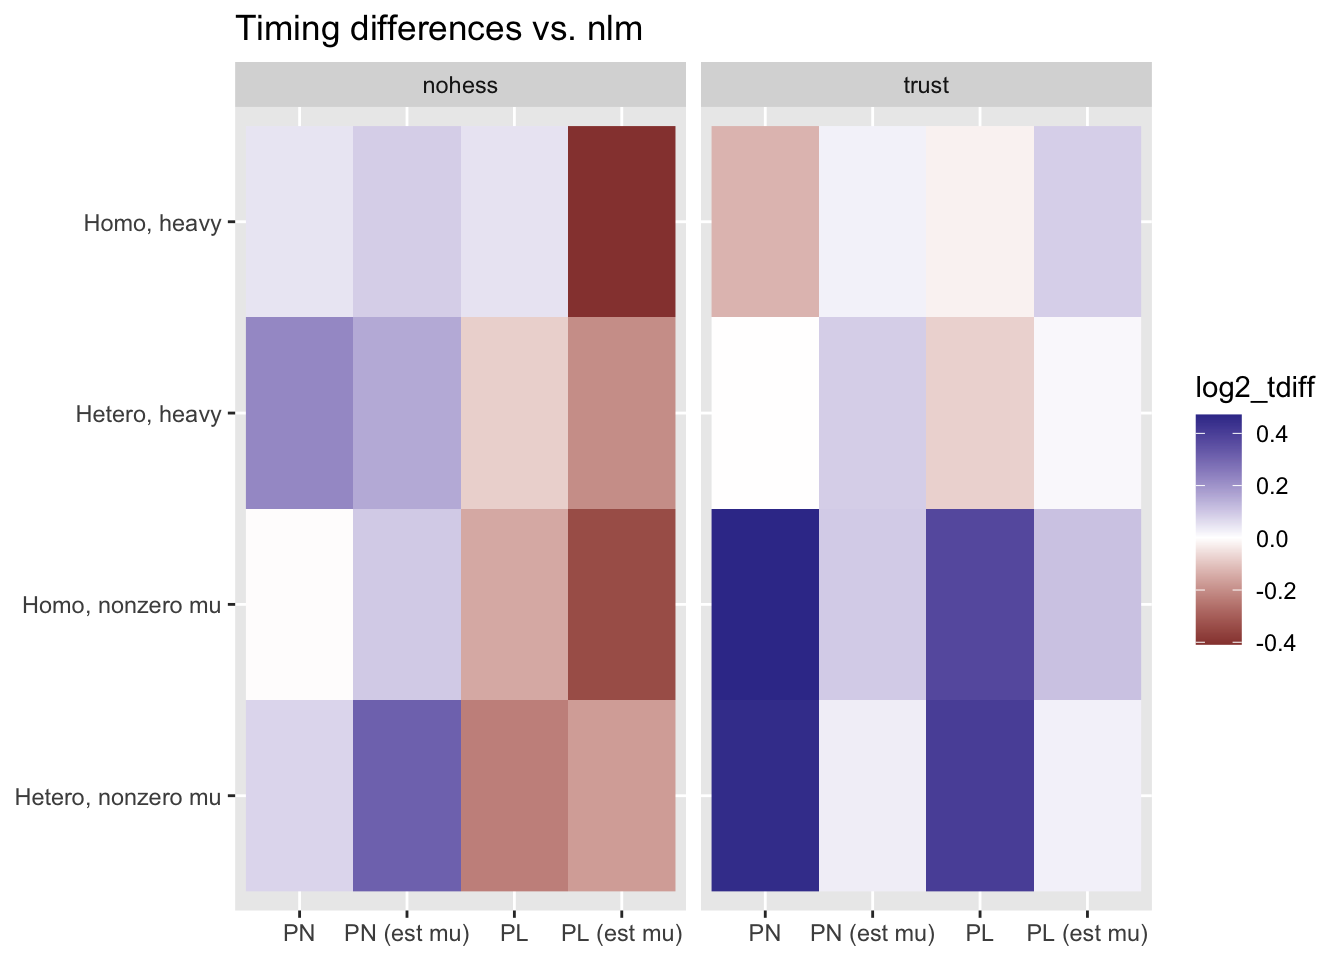 Timing differences vs. nlm
nohess
trust
Homo, heavy
Hetero, heavy
Homo, nonzero mu
Hetero, nonzero mu
PN PN (est mu) PL PL (est mu)
PN PN (est mu) PL PL (est mu)
log2_tdiff
0.4
0.2
0.0
-0.2
-0.4